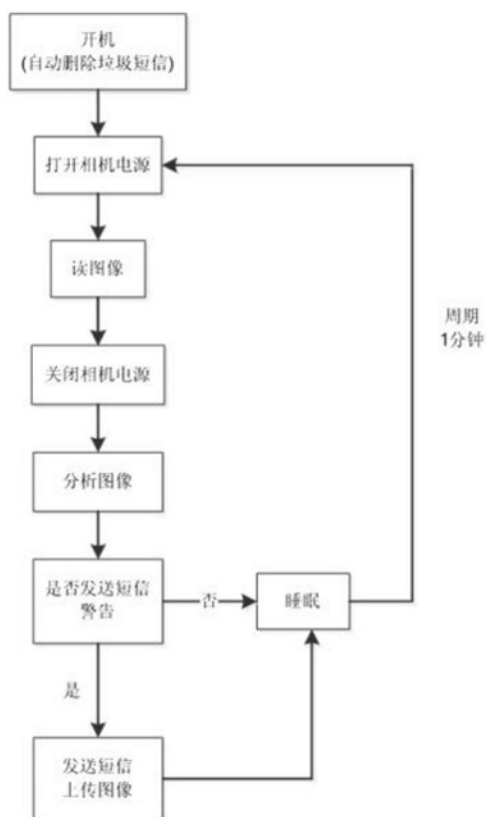 开机
(自动删除垃圾短信)
打开相机电源
读图像
周期
1分钟
关闭相机电源
分析图像
是否发送短信
警告
否
睡眠
是
发送短信
上传图像